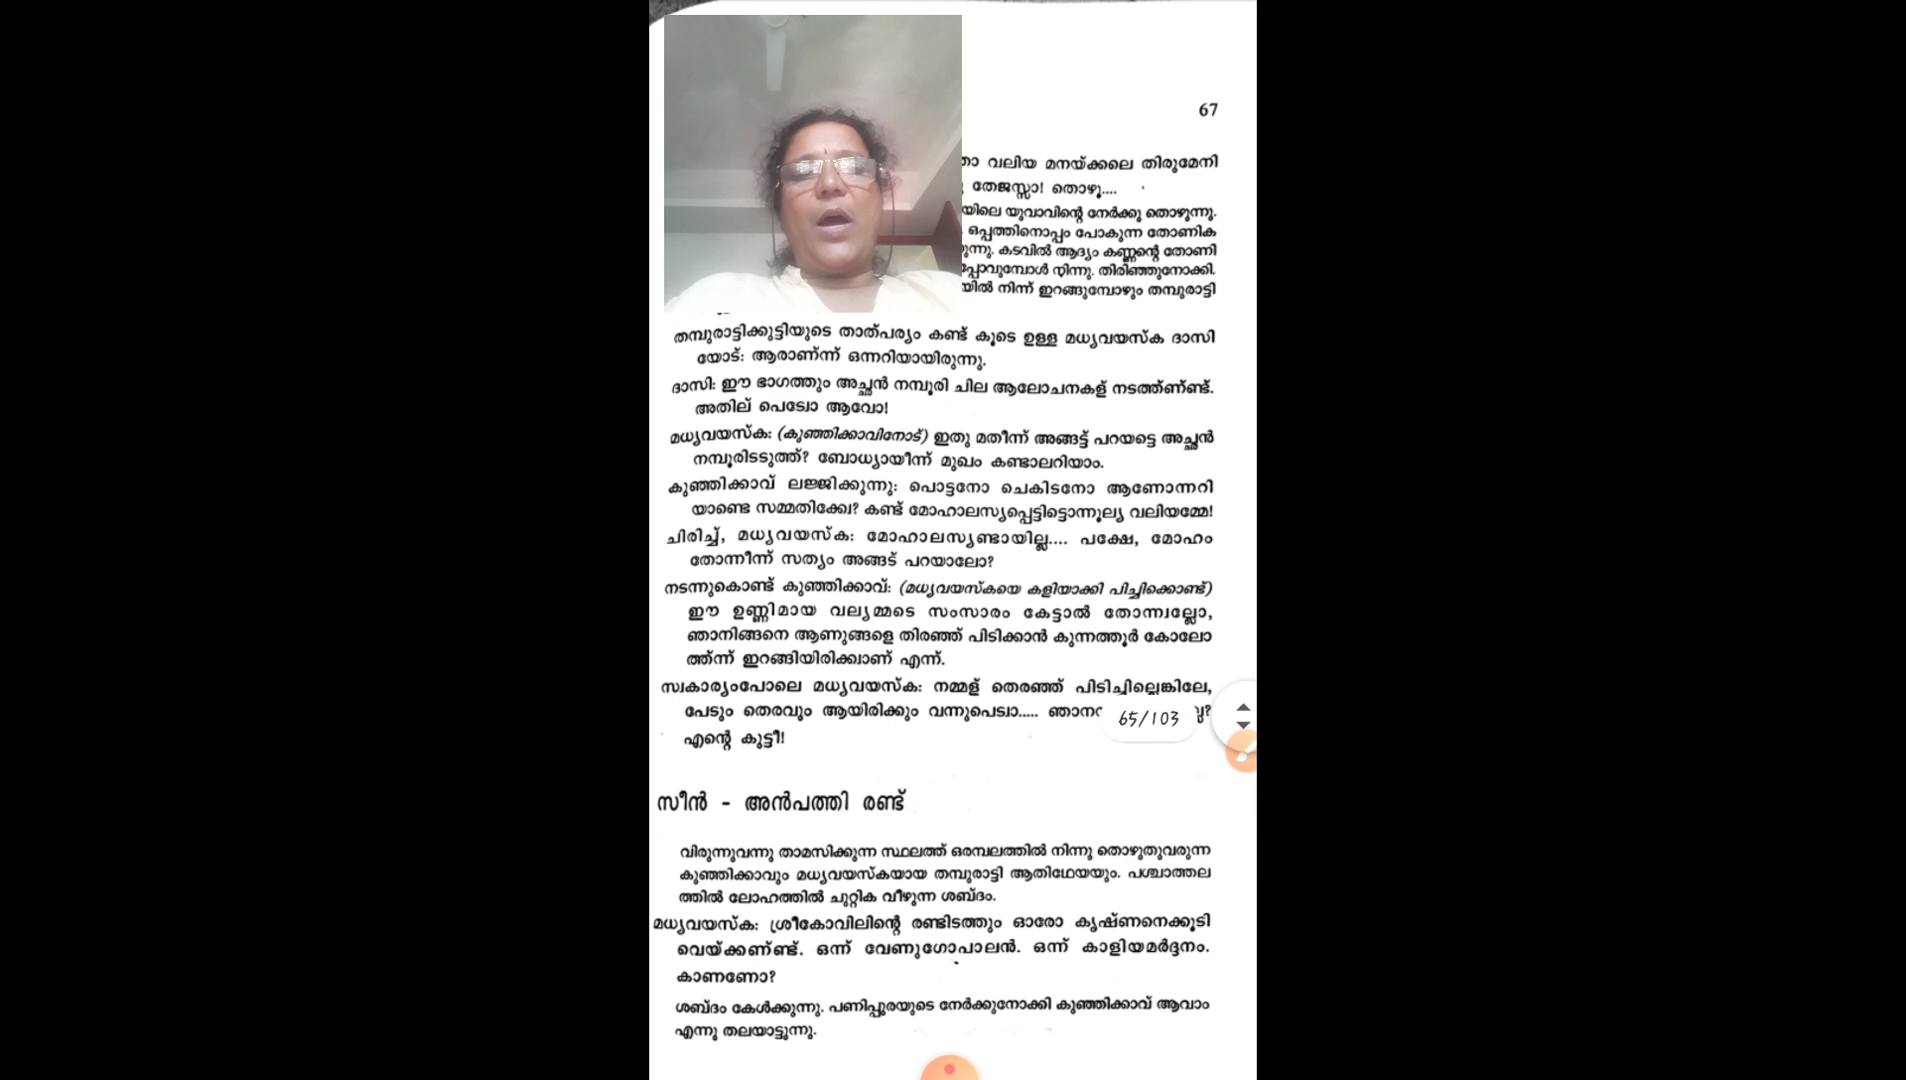 67
വലിയ മനയ്ക്കലെ തിരുമേനി
തേജസ്സാ! തൊഴൂ....
യുവാവിന്റെ നേർക്കു തൊഴുന്നു.
ഒപ്പത്തിനൊപ്പം പോകുന്ന തോണിക
കടവിൽ ആദ്യം കണ്ണന്റെ തോണി
നിന്നു. തിരിഞ്ഞുനോക്കി.
നിന്ന് ഇറങ്ങുമ്പോഴും തമ്പുരാട്ടി
തമ്പുരാട്ടിക്കുട്ടിയുടെ താത്പര്യം കണ്ട് കൂടെ ഉള്ള മധ്യവയസ്ക ദാസി
യോട്: ആരാണ്ന്ന് ഒന്നറിയായിരുന്നു.
ദാസി: ഈ ഭാഗത്തും അച്ഛൻ നമ്പൂരി ചില ആലോചനകള് നടത്ത്ണ്ണ്ട്.
അതില് പെട്വോ ആവോ!
മധ്യവയസ്ക: (കുഞ്ഞിക്കാവിനോട്) ഇതു മതീന്ന് അങ്ങട്ട് പറയട്ടെ അച്ഛൻ
നമ്പൂരിടടുത്ത്? ബോധ്യായീന്ന് മുഖം കണ്ടാലറിയാം.
കുഞ്ഞിക്കാവ് ലജ്ജിക്കുന്നു: പൊട്ടനോ ചെകിടനോ ആണോന്നറി
യാണ്ടെ സമ്മതിക്ക്വേ? കണ്ട് മോഹാലസ്യപ്പെട്ടിട്ടൊന്നൂല്യ വലിയമ്മേ!
ചിരിച്ച്, മധ്യവയസ്ക: മോഹാലസ്യണ്ടായില്ല.... പക്ഷേ, മോഹം
തോന്നീന്ന് സത്യം അങ്ങട് പറയാലോ?
നടന്നുകൊണ്ട് കുഞ്ഞിക്കാവ്: (മധ്യവയസ്കയെ കളിയാക്കി പിച്ചിക്കൊണ്ട്)
ഈ ഉണ്ണിമായ വല്യമ്മടെ സംസാരം കേട്ടാൽ തോന്ന്വല്ലോ,
ഞാനിങ്ങനെ ആണുങ്ങളെ തിരഞ്ഞ് പിടിക്കാൻ കുന്നത്തൂർ കോലോ
ത്ത്ന്ന് ഇറങ്ങിയിരിക്ക്വാണ് എന്ന്.
സ്വകാര്യംപോലെ മധ്യവയസ്ക: നമ്മള് തെരഞ്ഞ് പിടിച്ചില്ലെങ്കിലേ,
പേടും തെരവും ആയിരിക്കും വന്നുപെട്വാ.....
65/103
എന്റെ കുട്ടീ!
സീൻ - അൻപത്തി രണ്ട്
വിരുന്നുവന്നു താമസിക്കുന്ന സ്ഥലത്ത് ഒരമ്പലത്തിൽ നിന്നു തൊഴുതുവരുന്ന
കുഞ്ഞിക്കാവും മധ്യവയസ്കയായ തമ്പുരാട്ടി ആതിഥേയയും. പശ്ചാത്തല
ത്തിൽ ലോഹത്തിൽ ചുറ്റിക വീഴുന്ന ശബ്ദം.
മധ്യവയസ്ക: ശ്രീകോവിലിന്റെ രണ്ടിടത്തും ഓരോ കൃഷ്ണനെക്കൂടി
വെയ്ക്കണ്ണ്ട്. ഒന്ന് വേണുഗോപാലൻ. ഒന്ന് കാളിയമർദ്ദനം.
കാണണോ?
ശബ്ദം കേൾക്കുന്നു. പണിപ്പുരയുടെ നേർക്കുനോക്കി കുഞ്ഞിക്കാവ് ആവാം
എന്നു തലയാട്ടുന്നു.